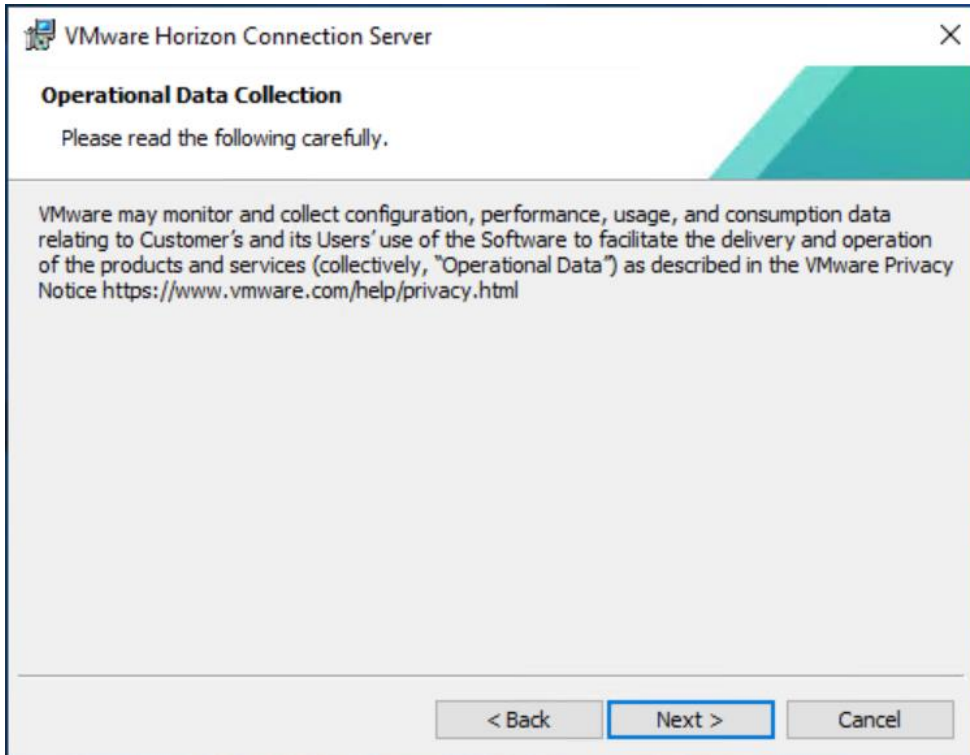 VMware Horizon Connection Server
Operational Data Collection
Please read the following carefully.
VMware may monitor and collect configuration, performance, usage, and consumption data
relating to Customer’s and its Users’ use of the Software to facilitate the delivery and operation
of the products and services (collectively, “Operational Data”) as described in the VMware Privacy
Notice https://www.vmware.com/help/privacy.html
< Back
Next >
Cancel